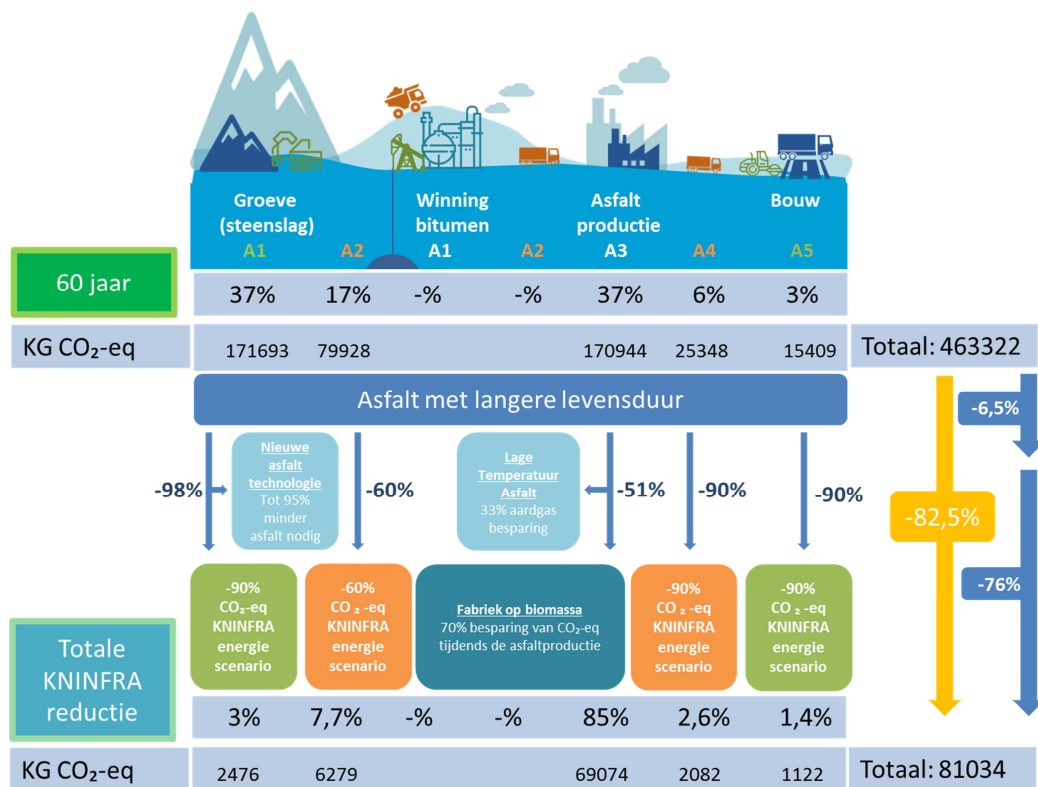 Groeve
(steenslag)
Winning
bitumen
Asfalt
productie
Bouw
A1
A2
A1
A2
A3
A4
A5
60 jaar
37%
17%
-%
-%
37%
6%
3%
KG CO₂-eq
171693
79928
170944
25348
15409
Totaal: 463322
Asfalt met langere levensduur
-6,5%
-98%
Nieuwe
asfalt
technologie
Tot 95%
minder
asfalt nodig
-60%
Lage
Temperatuur
Asfalt
33% aardgas
besparing
-51%
-90%
-90%
-82,5%
-76%
-90%
CO₂-eq
KNINFRA
energie
scenario
-60%
CO ₂ -eq
KNINFRA
energie
scenario
Fabriek op biomassa
70% besparing van CO₂-eq
tijdends de asfaltproductie
-90%
CO ₂ -eq
KNINFRA
energie
scenario
-90%
CO ₂ -eq
KNINFRA
energie
scenario
Totale
KNINFRA
reductie
3%
7,7%
-%
-%
85%
2,6%
1,4%
KG CO₂-eq
2476
6279
69074
2082
1122
Totaal: 81034